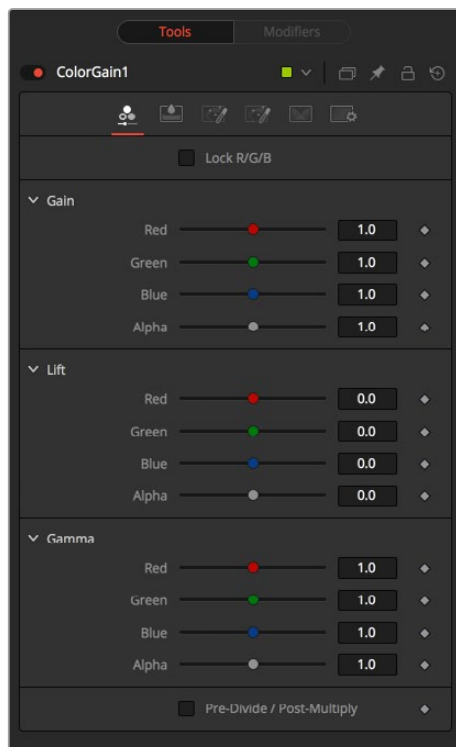 Tools Modifiers
ColorGain1
Lock R/G/B
Gain
Red 1.0
Green 1.0
Blue 1.0
Alpha 1.0
Lift
Red 0.0
Green 0.0
Blue 0.0
Alpha 0.0
Gamma
Red 1.0
Green 1.0
Blue 1.0
Alpha 1.0
Pre-Divide / Post-Multiply